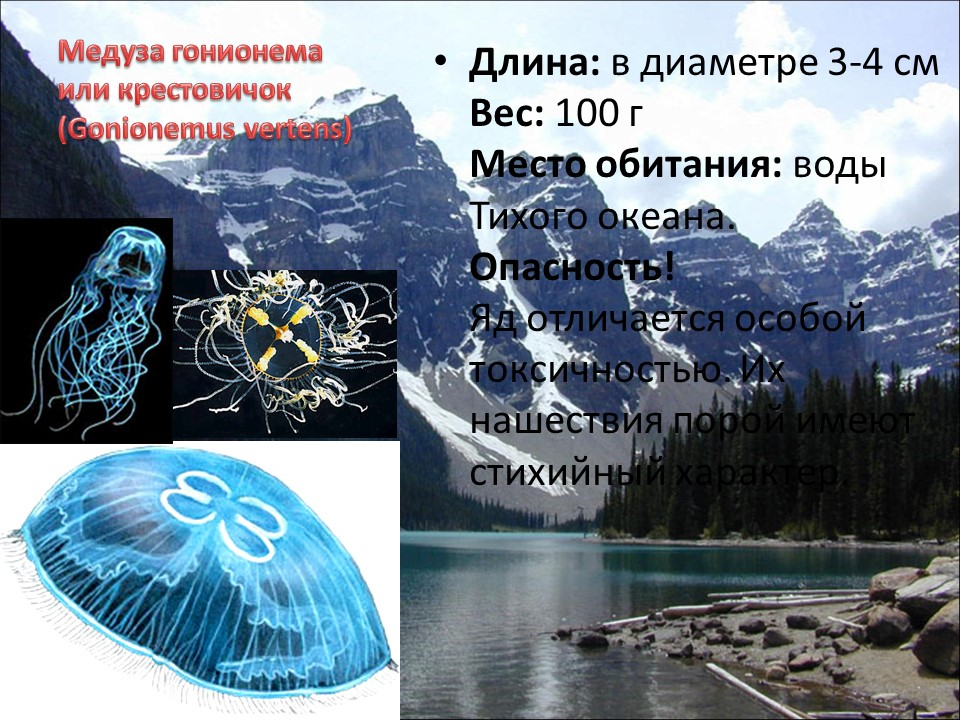 Медуза гонионема
или крестовичок
(Gonionemus vertens)
• Длина: в диаметре 3-4 см
Вес: 100 г
Место обитания: воды
Тихого океана.
Опасность!
Яд отличается особой
токсичностью. Их
нашествия порой имеют
стихийный характер.